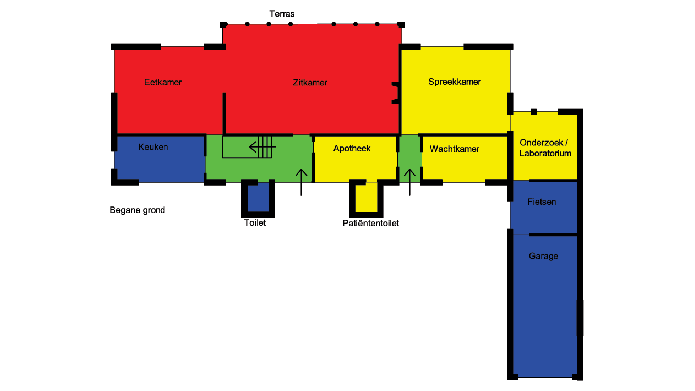 Terras
Eetkamer
Zitkamer
Spreekkamer
Keuken
Apotheek
Wachtkamer
Onderzoek /
Laboratorium
Begane grond
Toilet
Patiëntentoilet
Fietsen
Garage